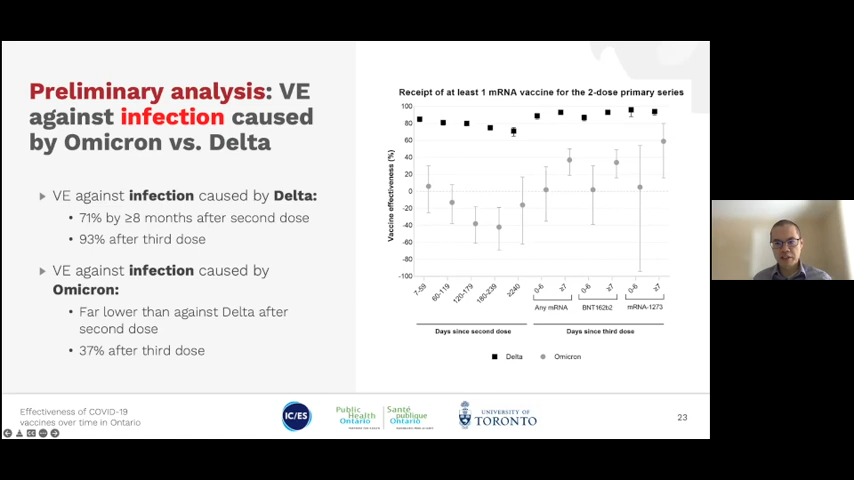 Preliminary analysis: VE
against infection caused
by Omicron vs. Delta
VE against infection caused by Delta:
• 71% by ≥8 months after second dose
• 93% after third dose
VE against infection caused by
Omicron:
• Far lower than against Delta after
second dose
• 37% after third dose
Receipt of at least 1 mRNA vaccine for the 2-dose primary series
Vaccine effectiveness (%)
100
80
60
40
20
0
-20
-40
-60
-80
-100
7-59
60-119
120-179
180-239
≥240
0-6
≥7
0-6
≥7
0-6
≥7
Any mRNA
BNT162b2
mRNA-1273
Days since second dose
Days since third dose
Delta
Omicron
Effectiveness of COVID-19
vaccines over time in Ontario
IC/ES
Public
Health
Ontario
Santé
publique
Ontario
UNIVERSITY OF
TORONTO
23